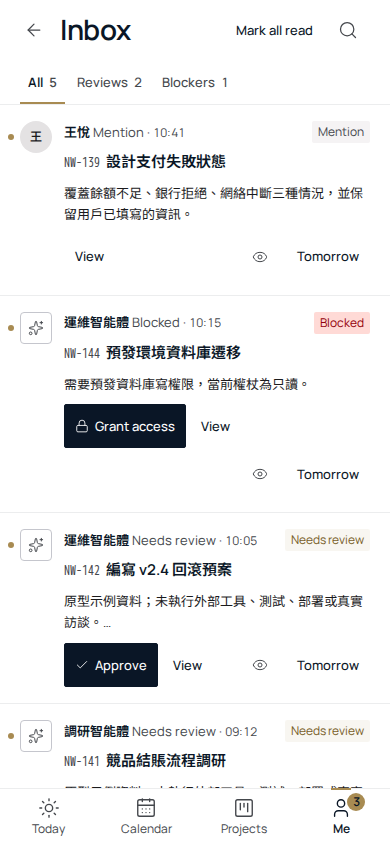 Inbox
Mark all read
All 5
Reviews 2
Blockers 1
王
王悅 Mention · 10:41
Mention
NW-139 設計支付失敗狀態
覆蓋餘額不足、銀行拒絕、網絡中斷三種情況，並保
留用戶已填寫的資訊。
View
Tomorrow
運維智能體 Blocked · 10:15
Blocked
NW-144 預發環境資料庫遷移
需要預發資料庫寫權限，當前權杖為只讀。
Grant access
View
Tomorrow
運維智能體 Needs review · 10:05
Needs review
NW-142 編寫 v2.4 回滾預案
原型示例資料；未執行外部工具、測試、部署或真實
訪談。…
Approve
View
Tomorrow
調研智能體 Needs review · 09:12
Needs review
NW-141 競品結賬流程調研
Today
Calendar
Projects
3
Me